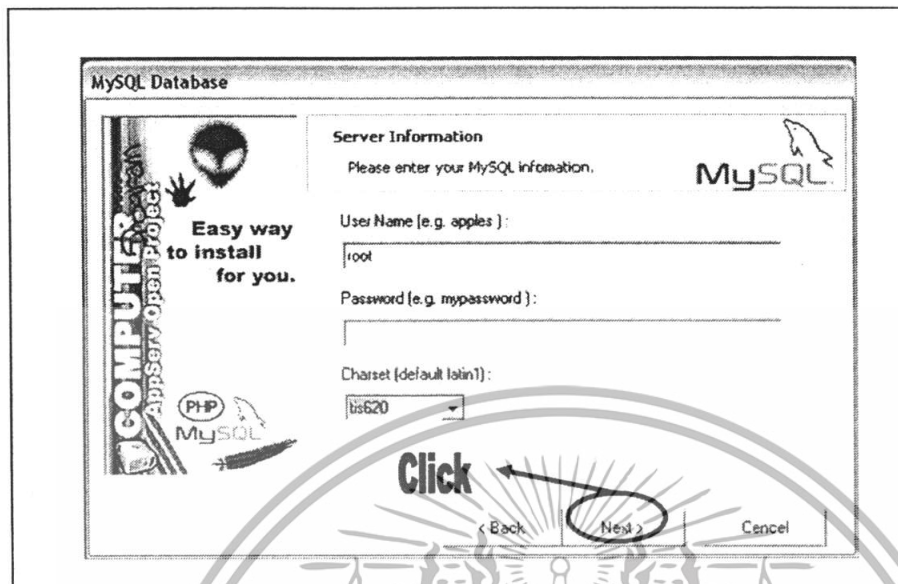 MySQL Database
Server Information
Please enter your MySQL infomation.
MySQL
Easy way
to install
for you.
COMPUTER
AppServ Open Project
PHP
MySQL
User Name (e.g. apples ) :
root
Password (e.g. mypassword ) :
Charset (default latin1) :
tis620
Click
< Back
Next >
Cencel